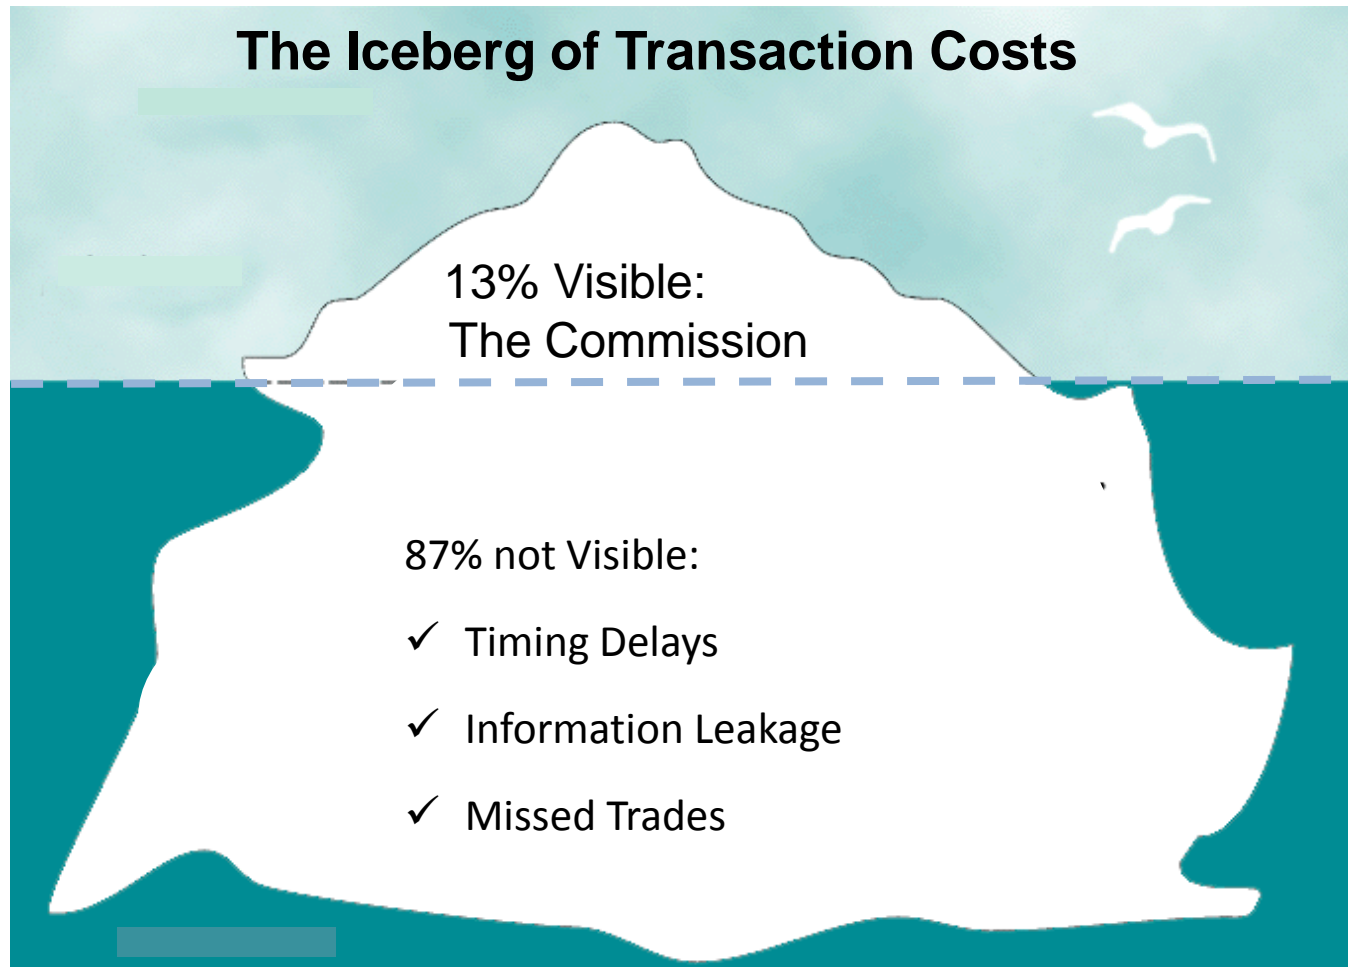 The Iceberg of Transaction Costs
13% Visible:
The Commission
87% not Visible:
✓ Timing Delays
✓ Information Leakage
✓ Missed Trades